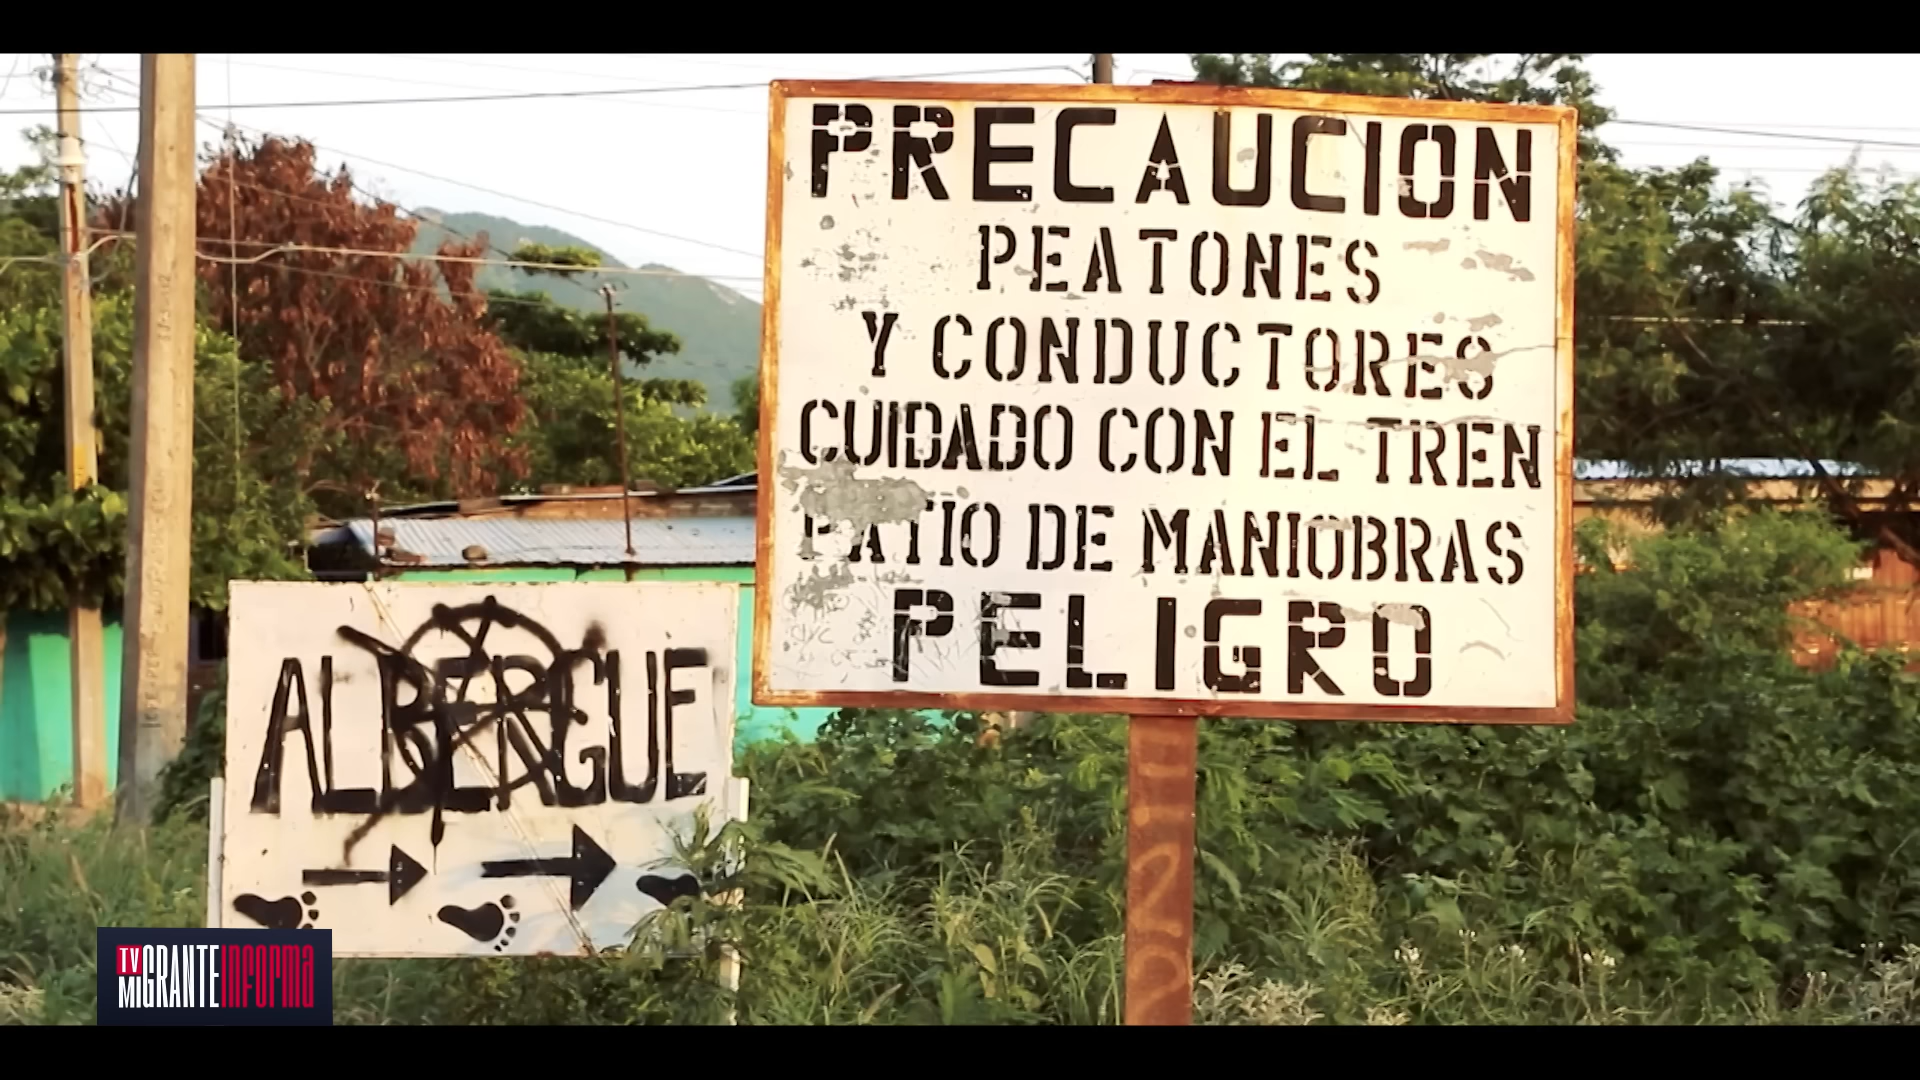 PRECAUCION
PEATONES
Y CONDUCTORES
CUIDADO CON EL TREN
PATIO DE MANIOBRAS
PELIGRO
ALBERGUE
TV
MIGRANTE INFORMA